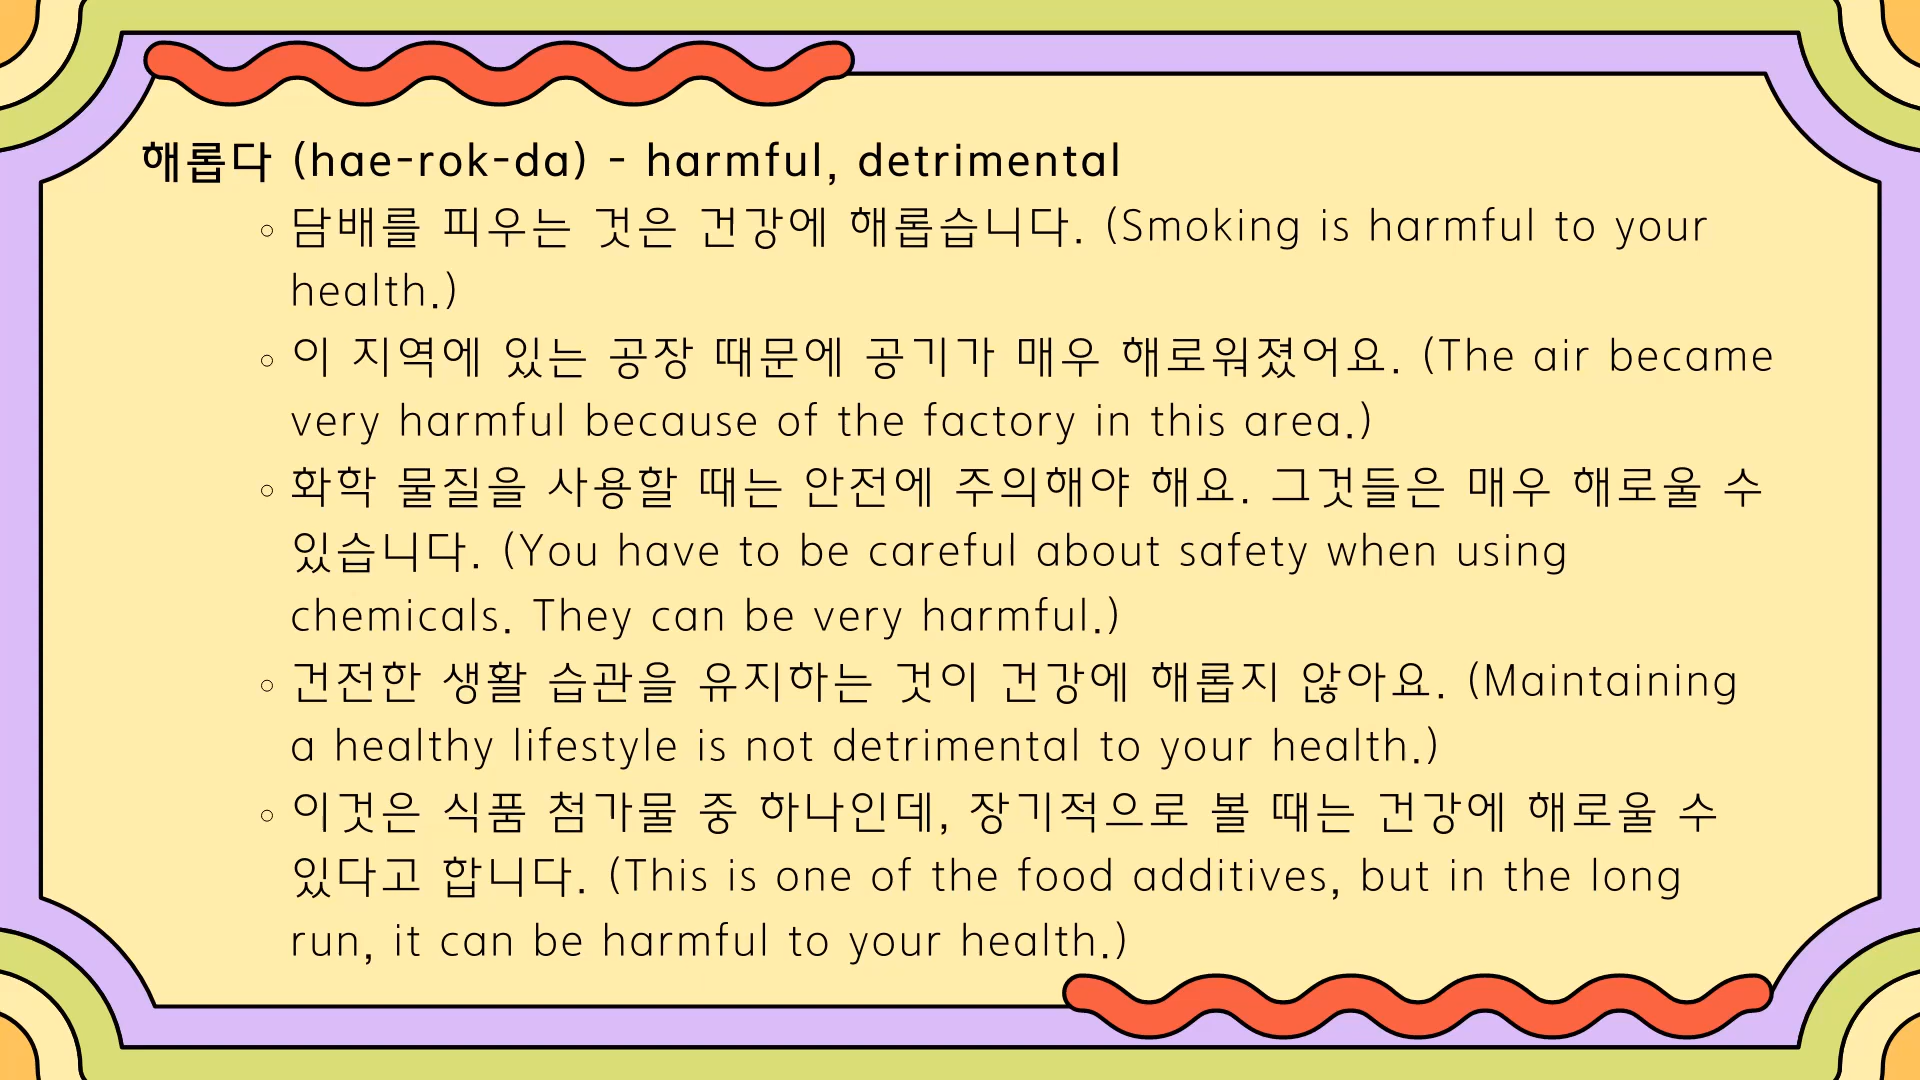 해롭다 (hae-rok-da) - harmful, detrimental
담배를 피우는 것은 건강에 해롭습니다. (Smoking is harmful to your
health.)
이 지역에 있는 공장 때문에 공기가 매우 해로워졌어요. (The air became
very harmful because of the factory in this area.)
화학 물질을 사용할 때는 안전에 주의해야 해요. 그것들은 매우 해로울 수
있습니다. (You have to be careful about safety when using
chemicals. They can be very harmful.)
건전한 생활 습관을 유지하는 것이 건강에 해롭지 않아요. (Maintaining
a healthy lifestyle is not detrimental to your health.)
이것은 식품 첨가물 중 하나인데, 장기적으로 볼 때는 건강에 해로울 수
있다고 합니다. (This is one of the food additives, but in the long
run, it can be harmful to your health.)